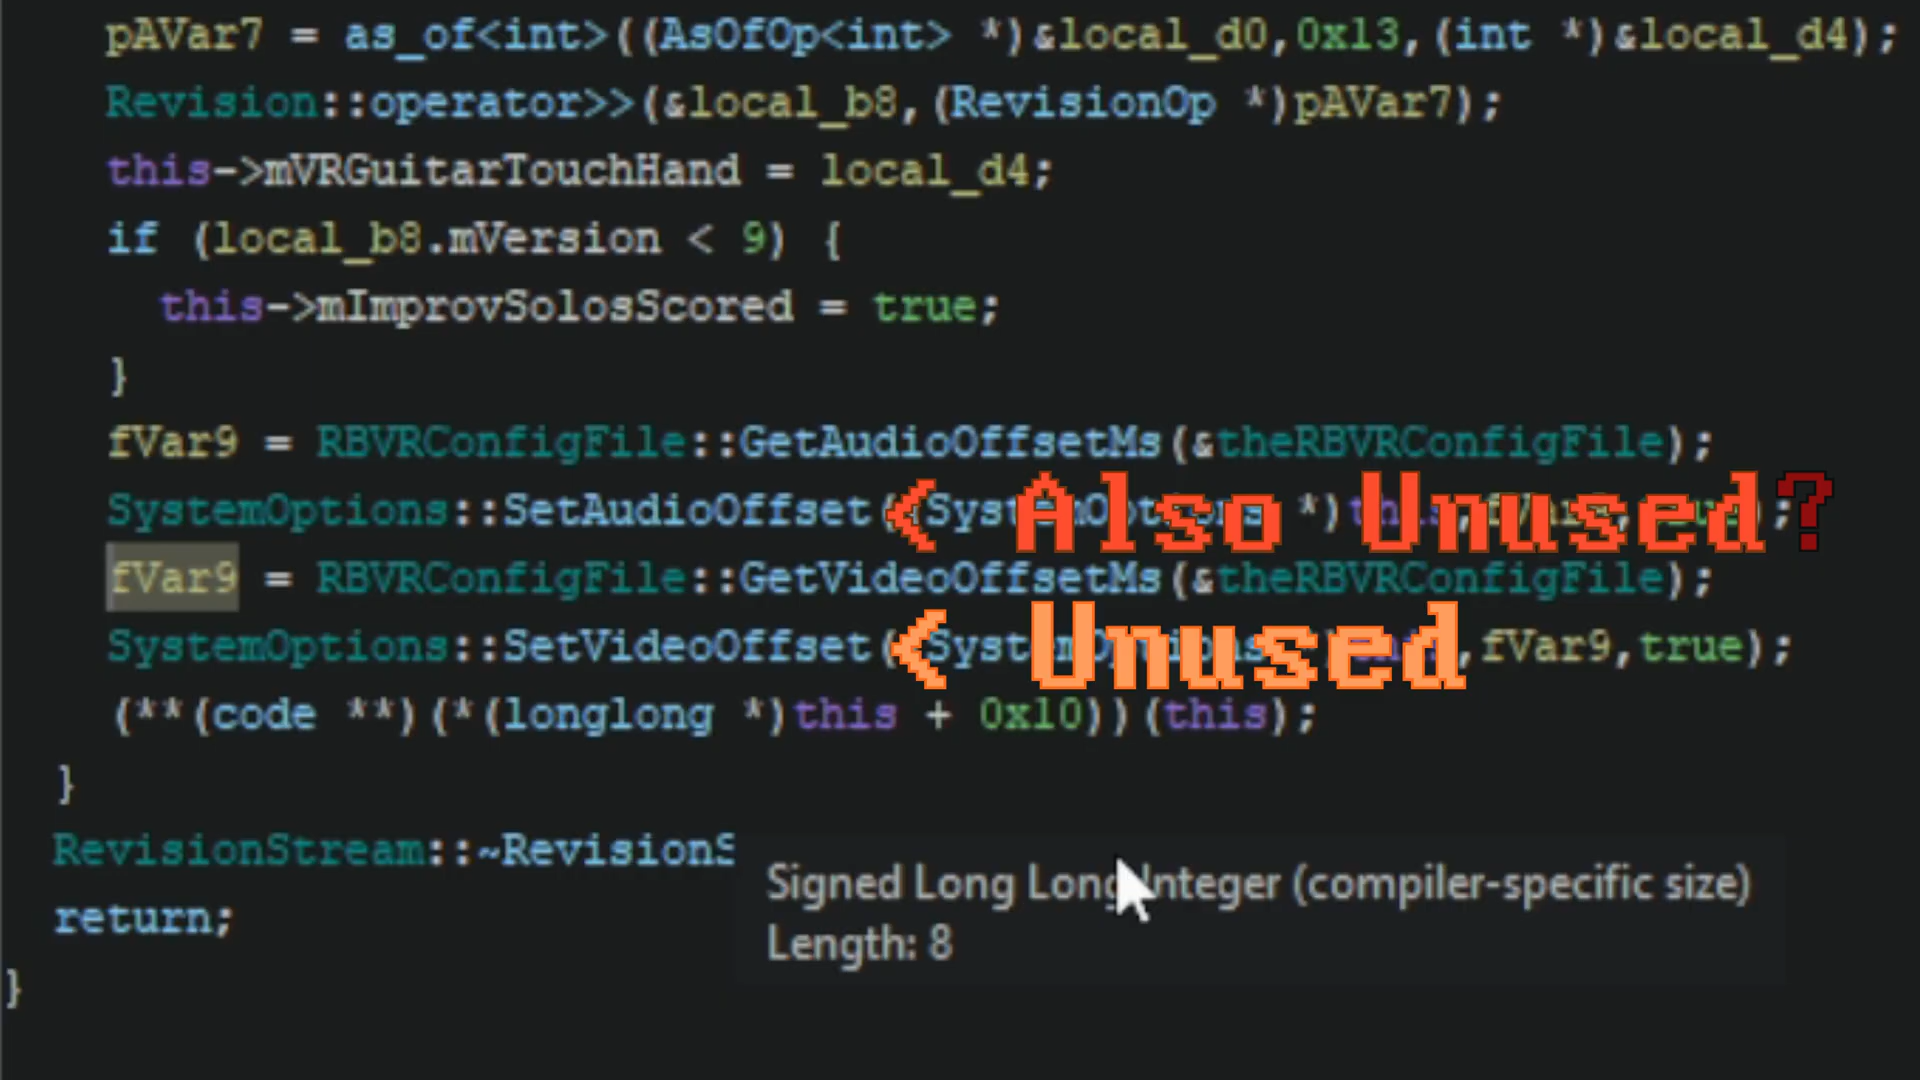 pAVar7 = as_of<int>((AsOfOp<int> *)&local_d0,0x13,(int *)&local_d4);
Revision::operator>>(&local_b8,(RevisionOp *)pAVar7);
this->mVRGuitarTouchHand = local_d4;
if (local_b8.mVersion < 9) {
this->mImprovSolosScored = true;
}
fVar9 = RBVRConfigFile::GetAudioOffsetMs(&theRBVRConfigFile);
SystemOptions::SetAudioOffset( *) ;
< Also Unused?
fVar9 = RBVRConfigFile::GetVideoOffsetMs(&theRBVRConfigFile);
SystemOptions::SetVideoOffset( ,fVar9,true);
< Unused
(**(code **)(*(longlong *)this + 0x10))(this);
}
RevisionStream::~RevisionS
return;
}
Signed Long Long Integer (compiler-specific size)
Length: 8